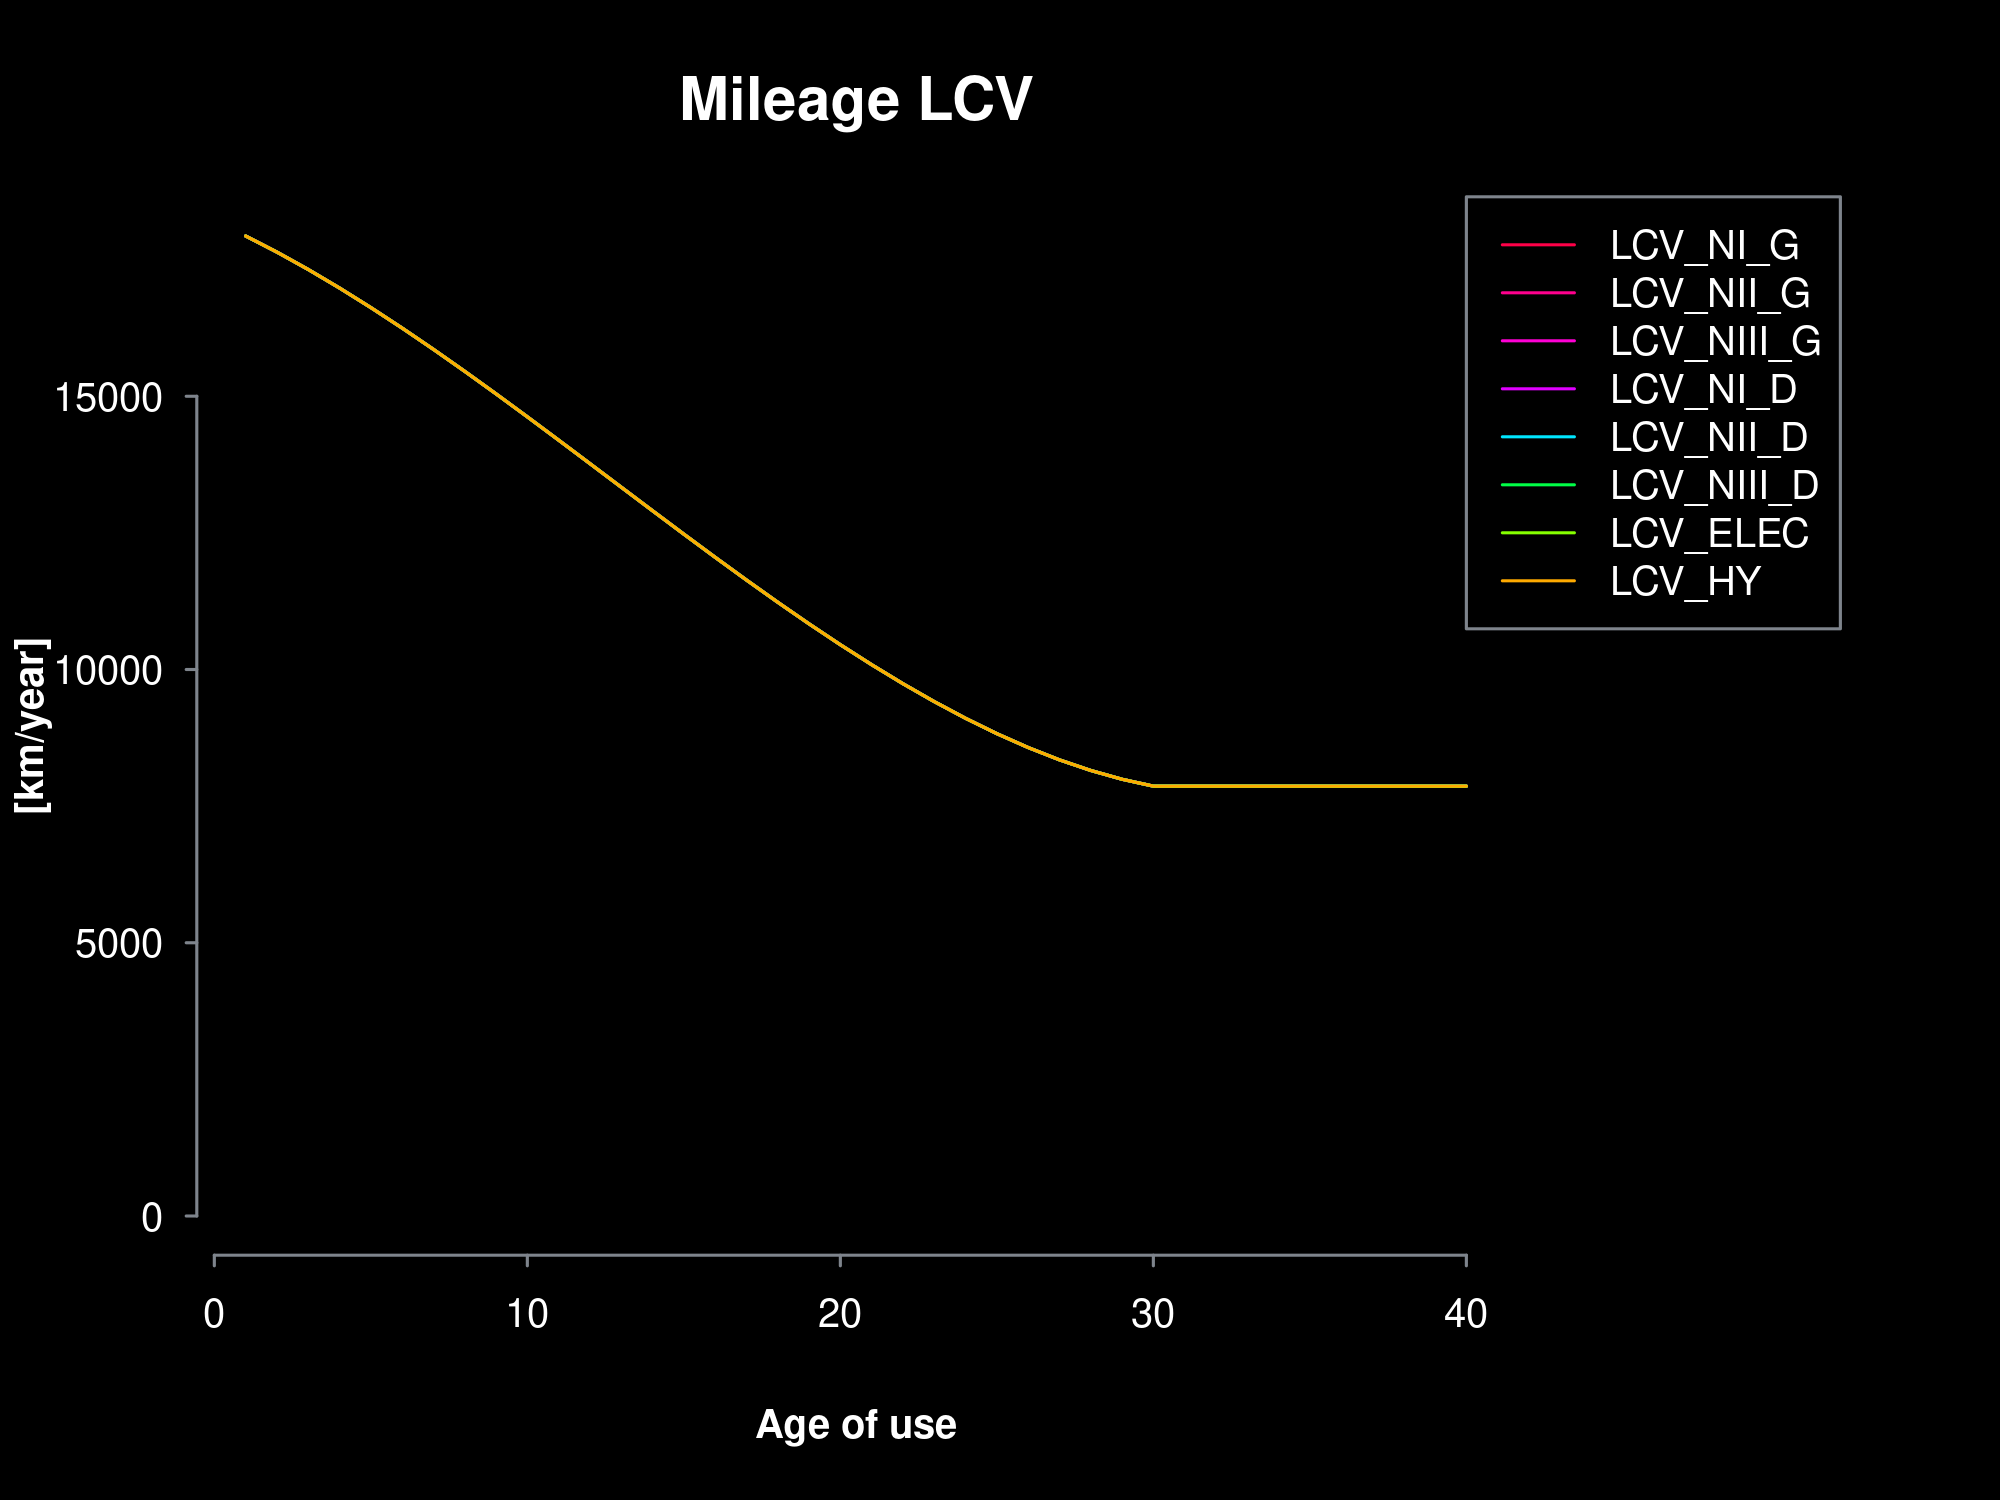 Mileage LCV
LCV_NI_G
LCV_NII_G
LCV_NIII_G
LCV_NI_D
LCV_NII_D
LCV_NIII_D
LCV_ELEC
LCV_HY
[km/year]
15000
10000
5000
0
0 10 20 30 40
Age of use